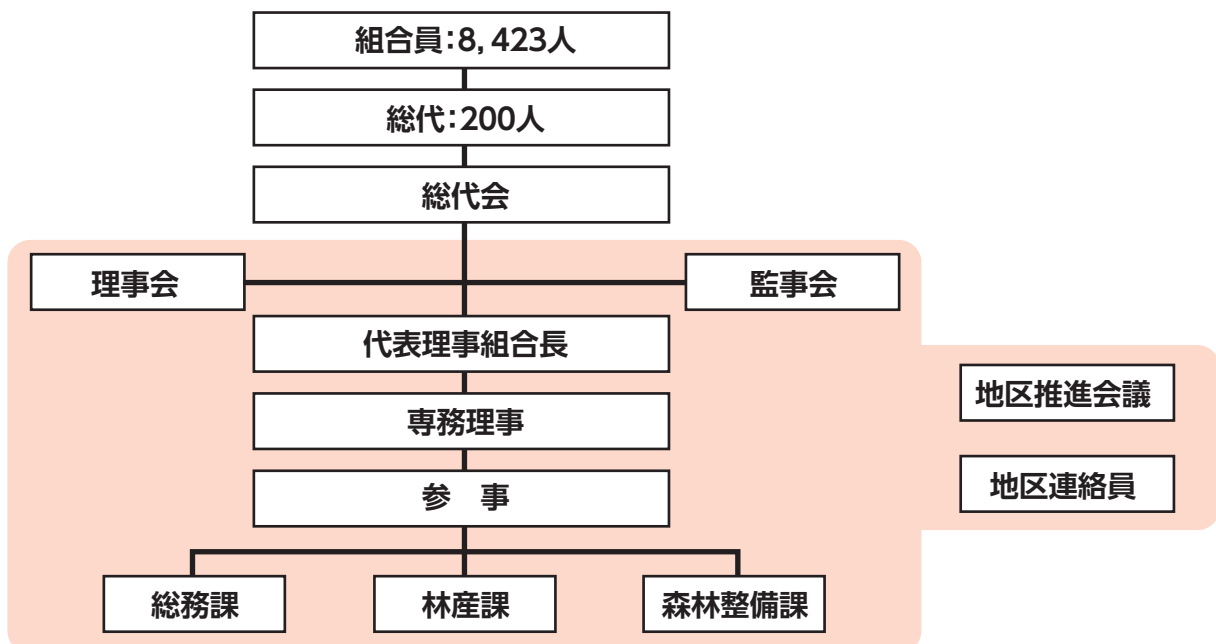 組合員:8,423人
総代:200人
総代会
理事会
監事会
代表理事組合長
専務理事
参　事
総務課
林産課
森林整備課
地区推進会議
地区連絡員